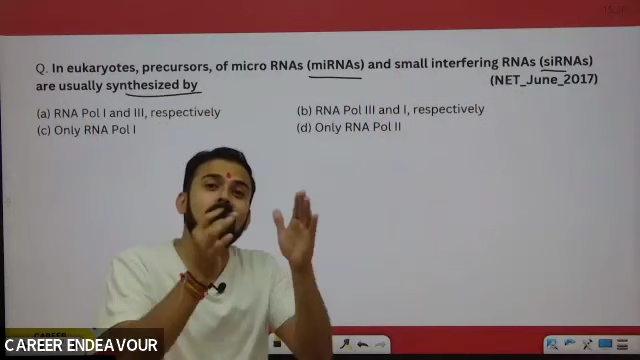 Q. In eukaryotes, precursors, of micro RNAs (miRNAs) and small interfering RNAs (siRNAs)
are usually synthesized by (NET_June_2017)
(a) RNA Pol I and III, respectively (b) RNA Pol III and I, respectively
(c) Only RNA Pol I (d) Only RNA Pol II
CAREER ENDEAVOUR